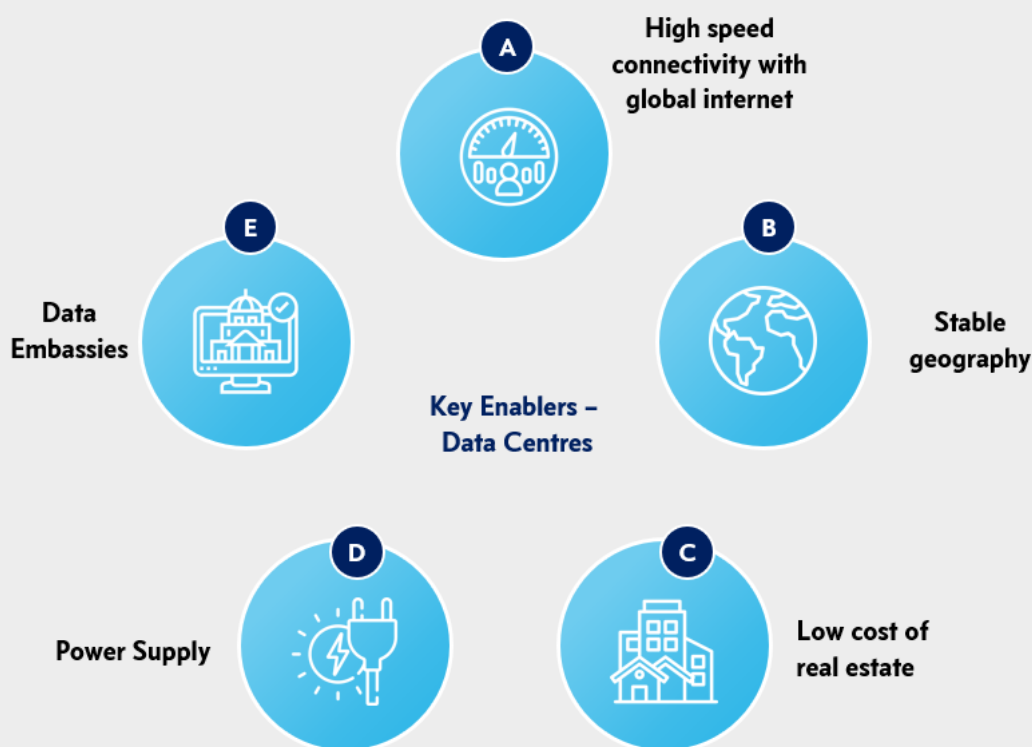 A
High speed
connectivity with
global internet
B
Stable
geography
C
Low cost of
real estate
D
Power Supply
E
Data
Embassies
Key Enablers –
Data Centres